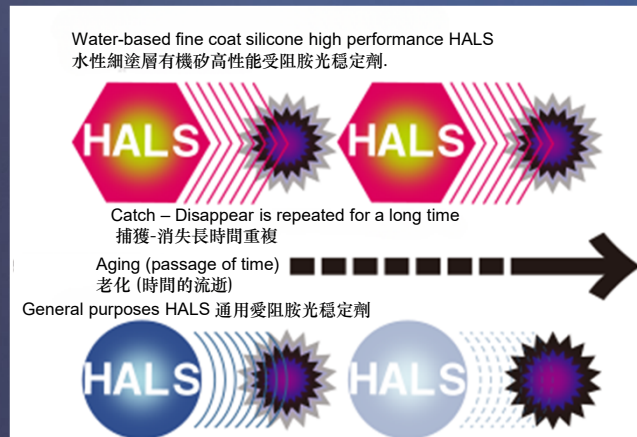 Water-based fine coat silicone high performance HALS
水性細塗層有機矽高性能受阻胺光穩定劑.
HALS HALS
Catch – Disappear is repeated for a long time
捕獲-消失長時間重複
Aging (passage of time)
老化 (時間的流逝)
General purposes HALS 通用愛阻胺光穩定劑
HALS HALS